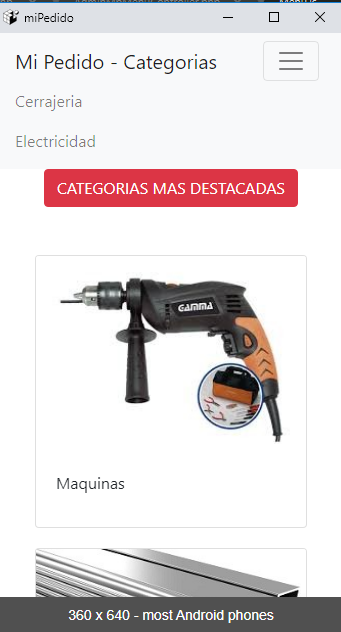 miPedido
Mi Pedido - Categorias
Cerrajeria
Electricidad
CATEGORIAS MAS DESTACADAS
GAMMA
Maquinas
360 x 640 - most Android phones